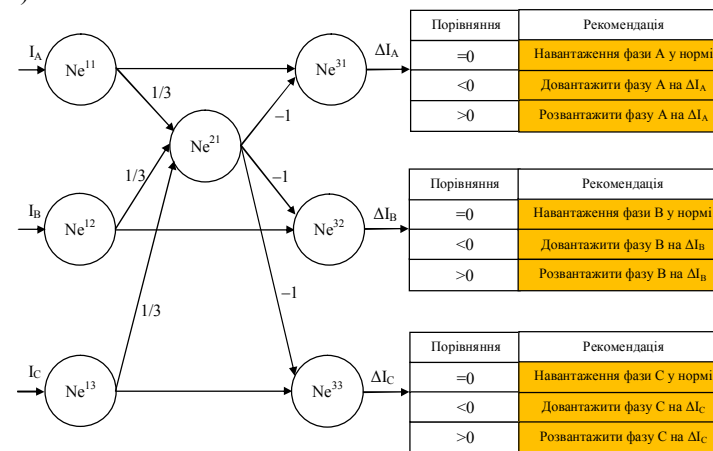 I_A
Ne^11
1/3
Ne^21
Ne^31
–1
ΔI_A
Порівняння Рекомендація
=0 Навантаження фази А у нормі
<0 Довантажити фазу А на ΔI_A
>0 Розвантажити фазу А на ΔI_A
I_B
Ne^12
1/3
–1
Ne^32
ΔI_B
Порівняння Рекомендація
=0 Навантаження фази В у нормі
<0 Довантажити фазу В на ΔI_B
>0 Розвантажити фазу В на ΔI_B
I_C
Ne^13
1/3
–1
Ne^33
ΔI_C
Порівняння Рекомендація
=0 Навантаження фази С у нормі
<0 Довантажити фазу С на ΔI_C
>0 Розвантажити фазу С на ΔI_C